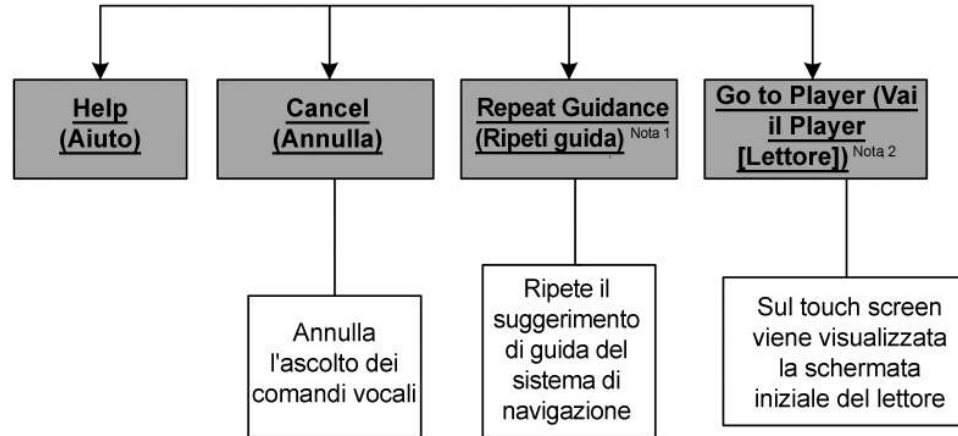 Help
(Aiuto)
Cancel
(Annulla)
Repeat Guidance
(Ripeti guida) Nota 1
Go to Player (Vai
il Player
[Lettore]) Nota 2
Annulla
l'ascolto dei
comandi vocali
Ripete il
suggerimento
di guida del
sistema di
navigazione
Sul touch screen
viene visualizzata
la schermata
iniziale del lettore